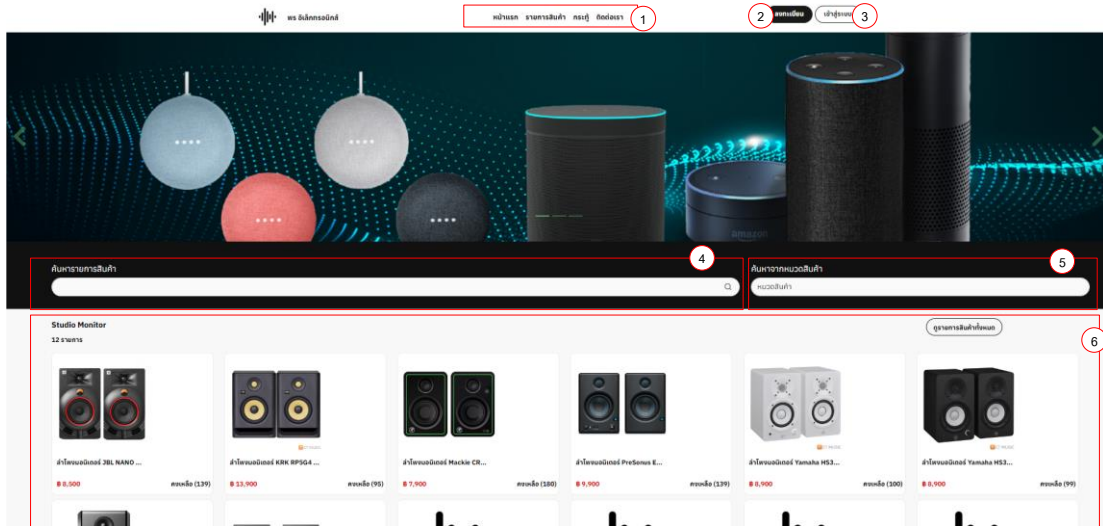 พร อิเล็กทรอนิกส์ หน้าแรก รายการสินค้า กระทู้ ติดต่อเรา 1 2 ลงทะเบียน เข้าสู่ระบบ 3
amazon
4 5
ค้นหารายการสินค้า ค้นหาจากหมวดสินค้า
หมวดสินค้า
Studio Monitor ดูรายการสินค้าทั้งหมด 6
12 รายการ
ลำโพงมอนิเตอร์ JBL NANO ... ลำโพงมอนิเตอร์ KRK RP5G4 ... ลำโพงมอนิเตอร์ Mackie CR... ลำโพงมอนิเตอร์ PreSonus E... ลำโพงมอนิเตอร์ Yamaha HS3... ลำโพงมอนิเตอร์ Yamaha HS3...
฿ 8,500 คงเหลือ (139) ฿ 13,900 คงเหลือ (95) ฿ 7,900 คงเหลือ (180) ฿ 9,900 คงเหลือ (139) ฿ 8,900 คงเหลือ (100) ฿ 8,900 คงเหลือ (99)